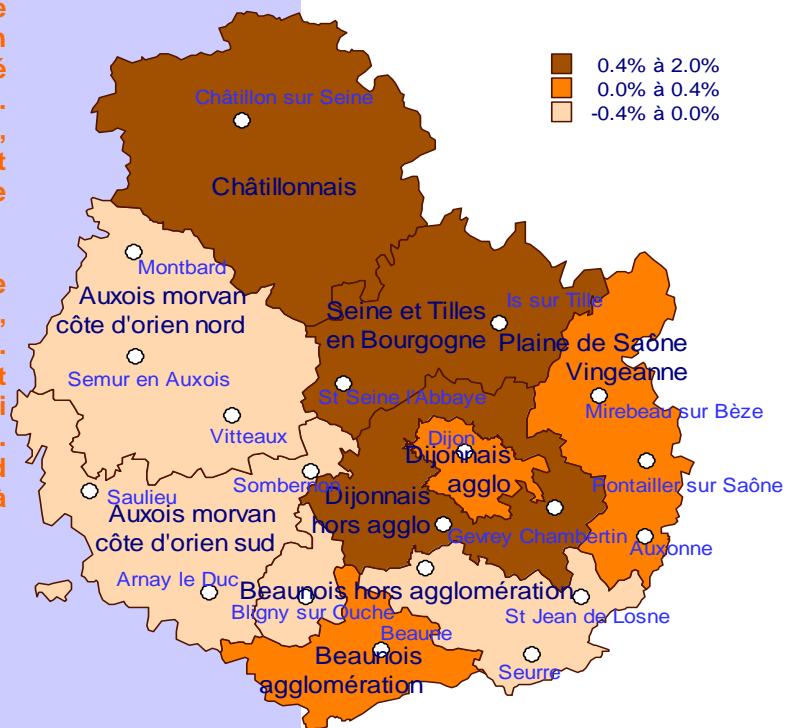 0.4% à 2.0%
0.0% à 0.4%
-0.4% à 0.0%
Châtillon sur Seine
Châtillonnais
Montbard
Auxois morvan
côte d'orien nord
Semur en Auxois
Vitteaux
Seine et Tilles
en Bourgogne
Is sur Tille
St Seine l'Abbaye
Plaine de Saône
Vingeanne
Mirebeau sur Bèze
Pontailler sur Saône
Auxonne
Dijon
Dijonnais
agglo
Sombernon
Dijonnais
hors agglo
Gevrey Chambertin
Saulieu
Auxois morvan
côte d'orien sud
Arnay le Duc
Beaunois hors agglomération
Bligny sur Ouche
St Jean de Losne
Beaune
Beaunois
agglomération
Seurre